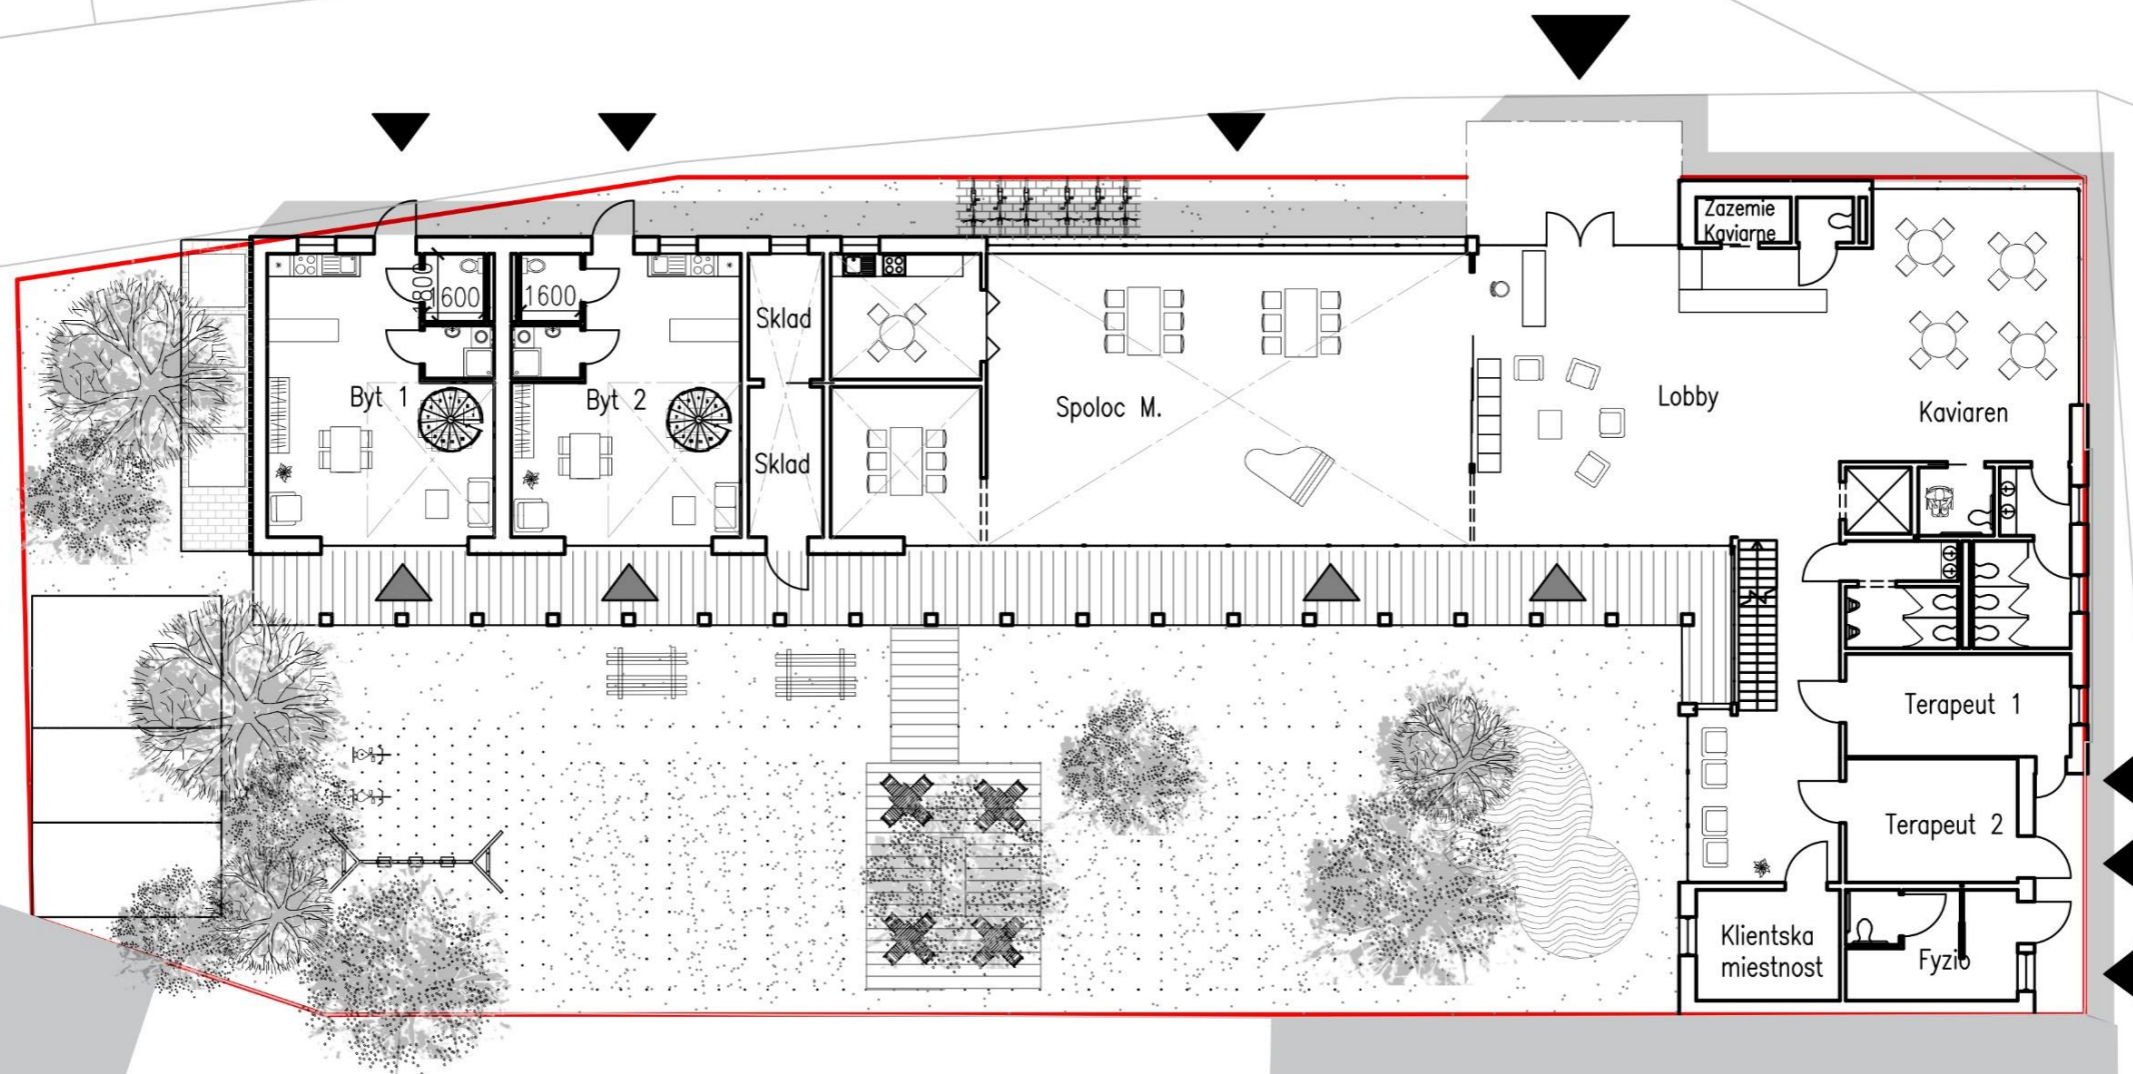 Zazemie
Kaviarne
1800
1600
1600
Sklad
Byt 1
Byt 2
Spoloc M.
Lobby
Kaviaren
Sklad
Terapeut 1
Terapeut 2
Klientska
miestnost
Fyzio